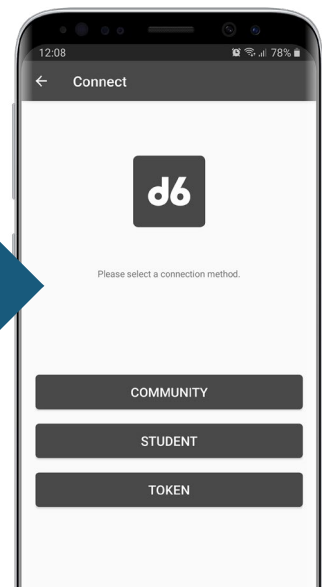 12:08 78%
Connect
d6
Please select a connection method.
COMMUNITY
STUDENT
TOKEN